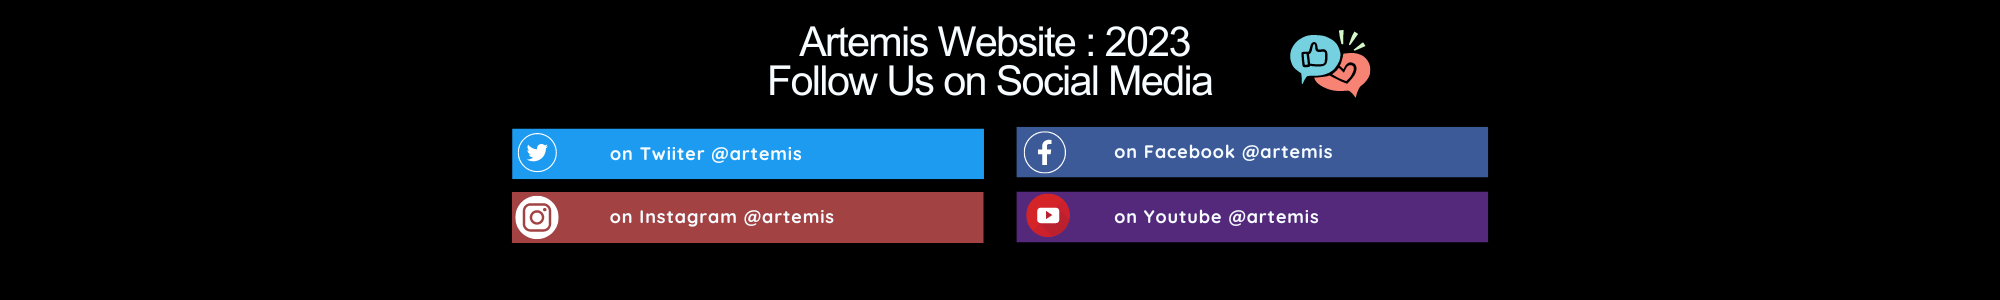 Artemis Website : 2023
Follow Us on Social Media
on Twiiter @artemis
on Facebook @artemis
on Instagram @artemis
on Youtube @artemis